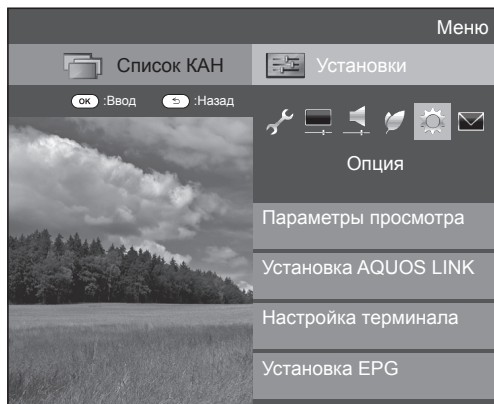 Меню
Список КАН
Установки
OK :Ввод :Назад
Опция
Параметры просмотра
Установка AQUOS LINK
Настройка терминала
Установка EPG